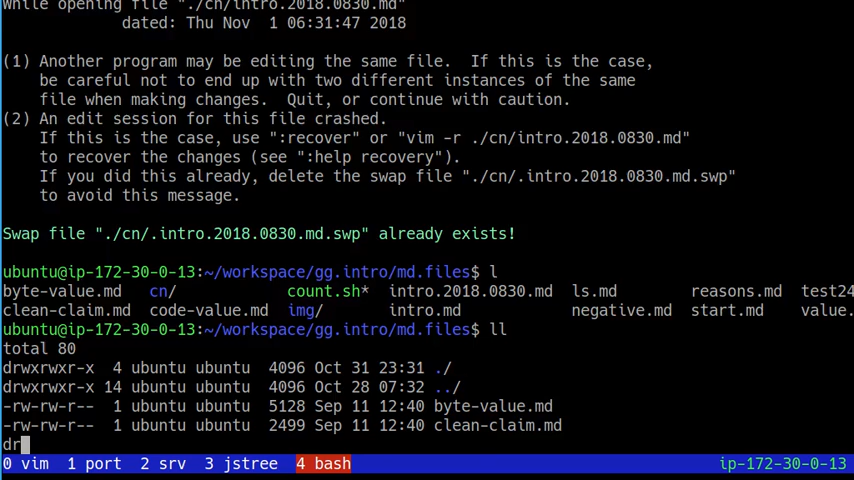 While opening file "./cn/intro.2018.0830.md"
dated: Thu Nov  1 06:31:47 2018
(1) Another program may be editing the same file.  If this is the case,
be careful not to end up with two different instances of the same
file when making changes.  Quit, or continue with caution.
(2) An edit session for this file crashed.
If this is the case, use ":recover" or "vim -r ./cn/intro.2018.0830.md"
to recover the changes (see ":help recovery").
If you did this already, delete the swap file "./cn/.intro.2018.0830.md.swp"
to avoid this message.
Swap file "./cn/.intro.2018.0830.md.swp" already exists!
ubuntu@ip-172-30-0-13:~/workspace/gg.intro/md.files$ l
byte-value.md   cn/            count.sh*  intro.2018.0830.md  ls.md        reasons.md  test24
clean-claim.md  code-value.md  img/       intro.md            negative.md  start.md    value.
ubuntu@ip-172-30-0-13:~/workspace/gg.intro/md.files$ ll
total 80
drwxrwxr-x  4 ubuntu ubuntu  4096 Oct 31 23:31 ./
drwxrwxr-x 14 ubuntu ubuntu  4096 Oct 28 07:32 ../
-rw-rw-r--  1 ubuntu ubuntu  5128 Sep 11 12:40 byte-value.md
-rw-rw-r--  1 ubuntu ubuntu  2499 Sep 11 12:40 clean-claim.md
dr
0 vim  1 port  2 srv  3 jstree  4 bash  ip-172-30-0-13